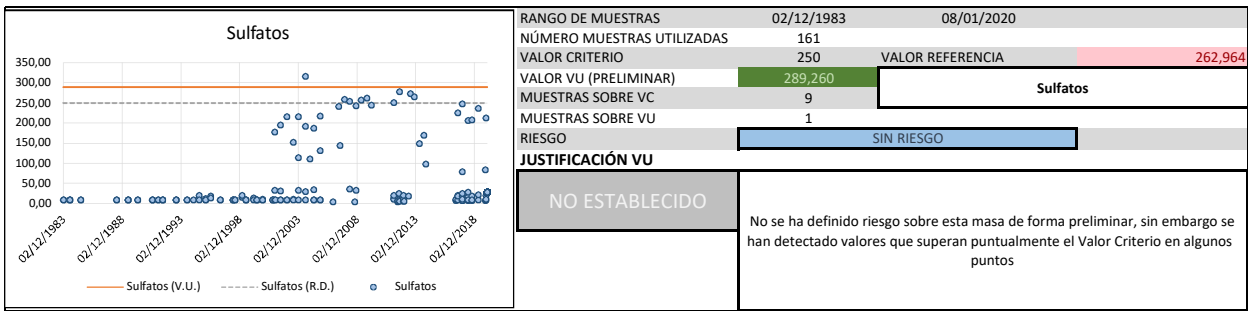 Sulfatos
350,00
300,00
250,00
200,00
150,00
100,00
50,00
0,00
02/12/1983
02/12/1988
02/12/1993
02/12/1998
02/12/2003
02/12/2008
02/12/2013
02/12/2018
Sulfatos (V.U.) Sulfatos (R.D.) Sulfatos
RANGO DE MUESTRAS 02/12/1983 08/01/2020
NÚMERO MUESTRAS UTILIZADAS 161
VALOR CRITERIO 250 VALOR REFERENCIA 262,964
VALOR VU (PRELIMINAR) 289,260
Sulfatos
MUESTRAS SOBRE VC 9
MUESTRAS SOBRE VU 1
RIESGO SIN RIESGO
JUSTIFICACIÓN VU
NO ESTABLECIDO
No se ha definido riesgo sobre esta masa de forma preliminar, sin embargo se
han detectado valores que superan puntualmente el Valor Criterio en algunos
puntos